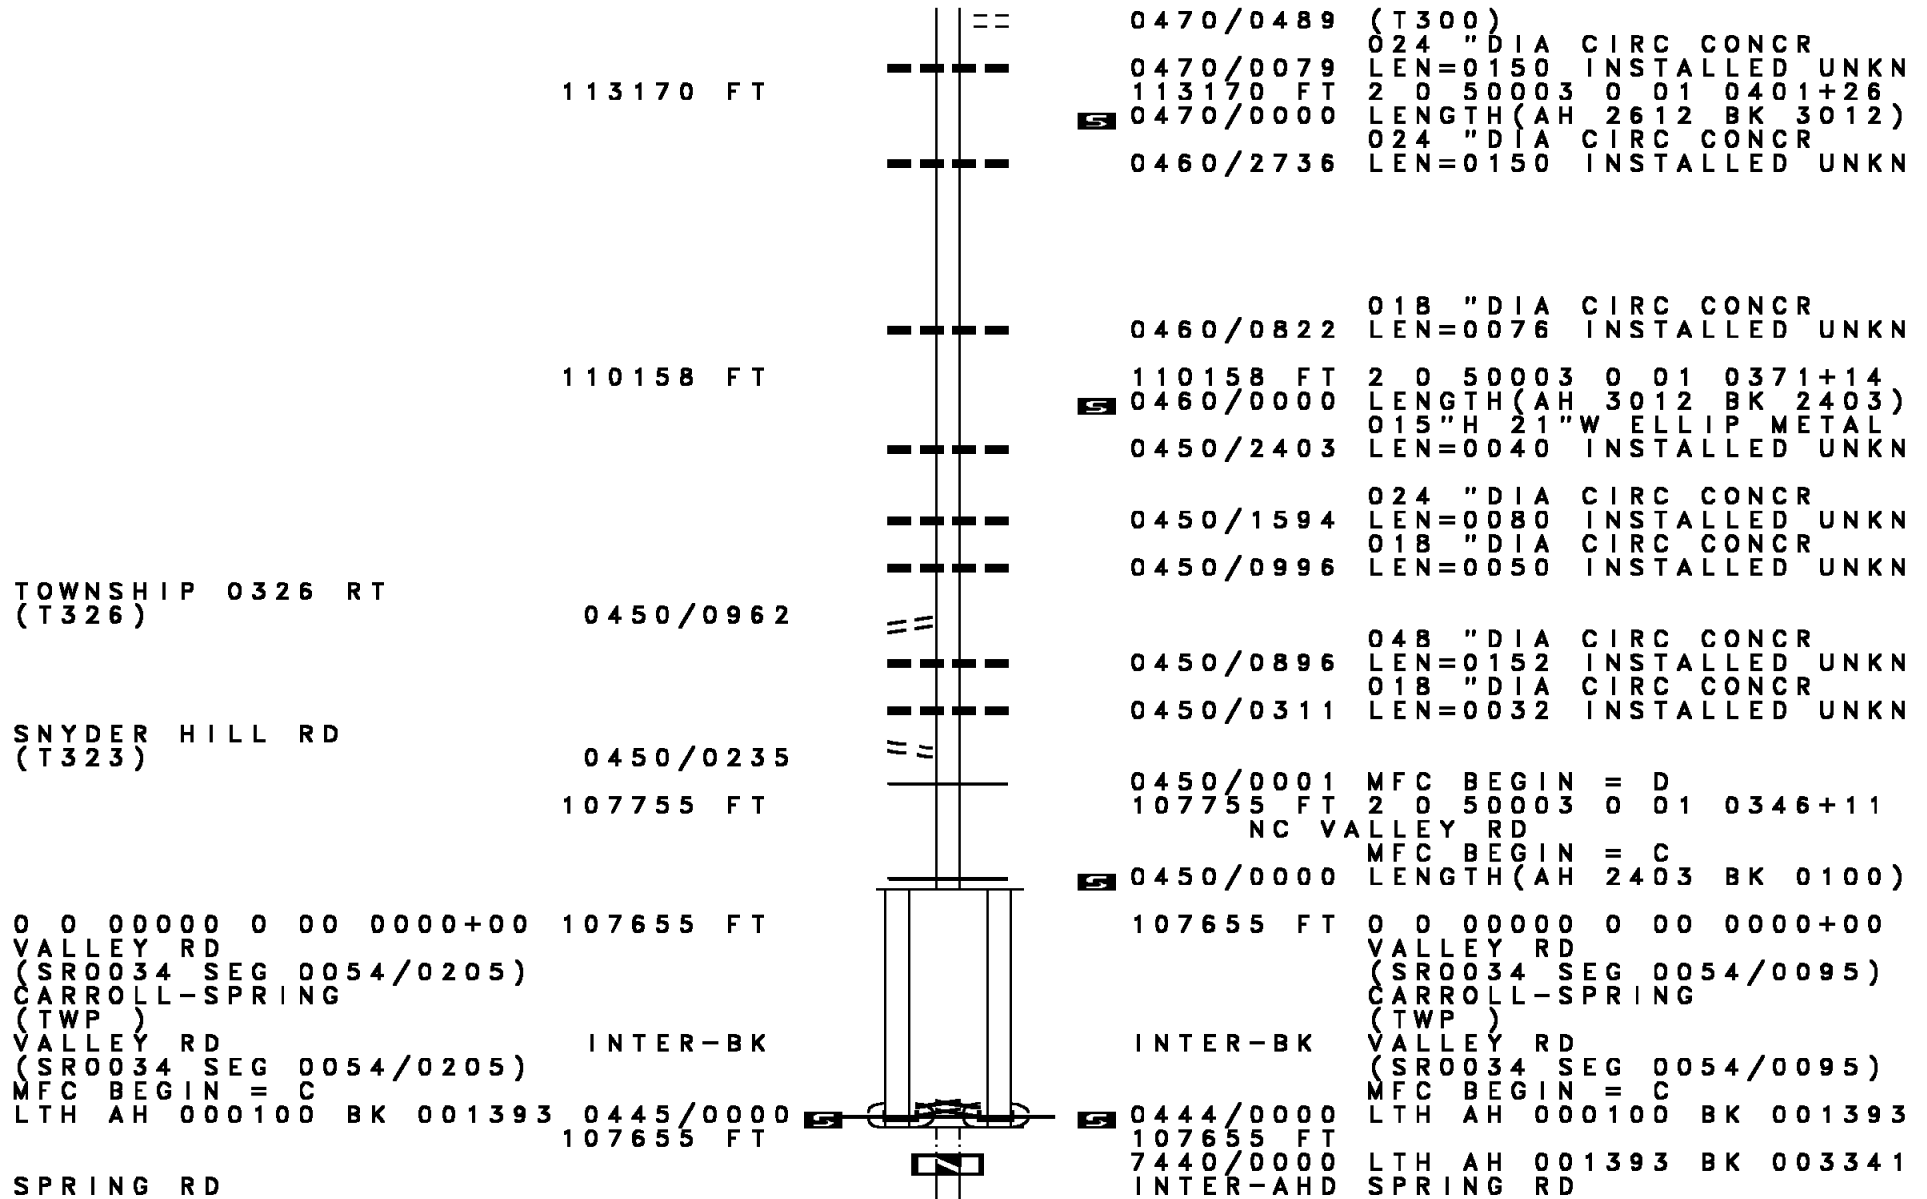 0470/0489 (T300)
024 "DIA CIRC CONCR
0470/0079 LEN=0150 INSTALLED UNKN
113170 FT 113170 FT 2 0 50003 0 01 0401+26
0470/0000 LENGTH(AH 2612 BK 3012)
024 "DIA CIRC CONCR
0460/2736 LEN=0150 INSTALLED UNKN
018 "DIA CIRC CONCR
0460/0822 LEN=0076 INSTALLED UNKN
110158 FT 110158 FT 2 0 50003 0 01 0371+14
0460/0000 LENGTH(AH 3012 BK 2403)
015"H 21"W ELLIP METAL
0450/2403 LEN=0040 INSTALLED UNKN
024 "DIA CIRC CONCR
0450/1594 LEN=0080 INSTALLED UNKN
018 "DIA CIRC CONCR
0450/0996 LEN=0050 INSTALLED UNKN
TOWNSHIP 0326 RT
(T326) 0450/0962
048 "DIA CIRC CONCR
0450/0896 LEN=0152 INSTALLED UNKN
018 "DIA CIRC CONCR
0450/0311 LEN=0032 INSTALLED UNKN
SNYDER HILL RD
(T323) 0450/0235
0450/0001 MFC BEGIN = D
107755 FT 107755 FT 2 0 50003 0 01 0346+11
NC VALLEY RD
MFC BEGIN = C
0450/0000 LENGTH(AH 2403 BK 0100)
0 0 00000 0 00 0000+00 107655 FT 107655 FT 0 0 00000 0 00 0000+00
VALLEY RD VALLEY RD
(SR0034 SEG 0054/0205) (SR0034 SEG 0054/0095)
CARROLL-SPRING CARROLL-SPRING
(TWP ) (TWP )
VALLEY RD INTER-BK INTER-BK VALLEY RD
(SR0034 SEG 0054/0205) (SR0034 SEG 0054/0095)
MFC BEGIN = C MFC BEGIN = C
LTH AH 000100 BK 001393 0445/0000 0444/0000 LTH AH 000100 BK 001393
107655 FT 107655 FT
7440/0000 LTH AH 001393 BK 003341
SPRING RD INTER-AHD SPRING RD